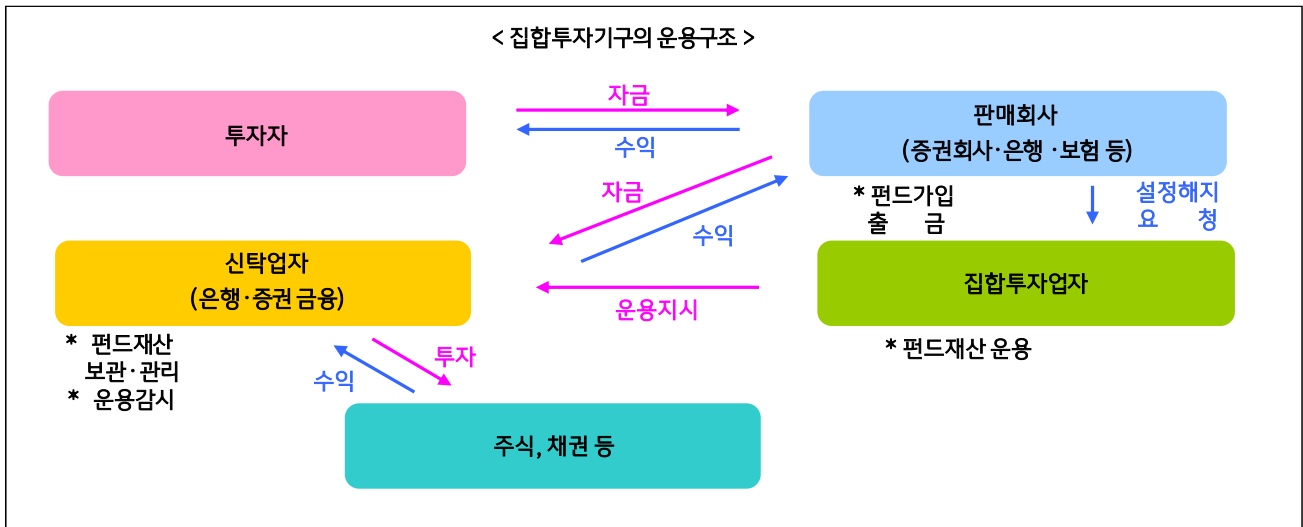 < 집합투자기구의 운용구조 >
자금
투자자
수익
판매회사
(증권회사·은행 ·보험 등)
자금
수익
* 펀드가입
출 금
설정해지
요 청
신탁업자
(은행·증권 금융)
운용지시
집합투자업자
* 펀드재산
보관·관리
* 운용감시
수익
투자
* 펀드재산 운용
주식, 채권 등